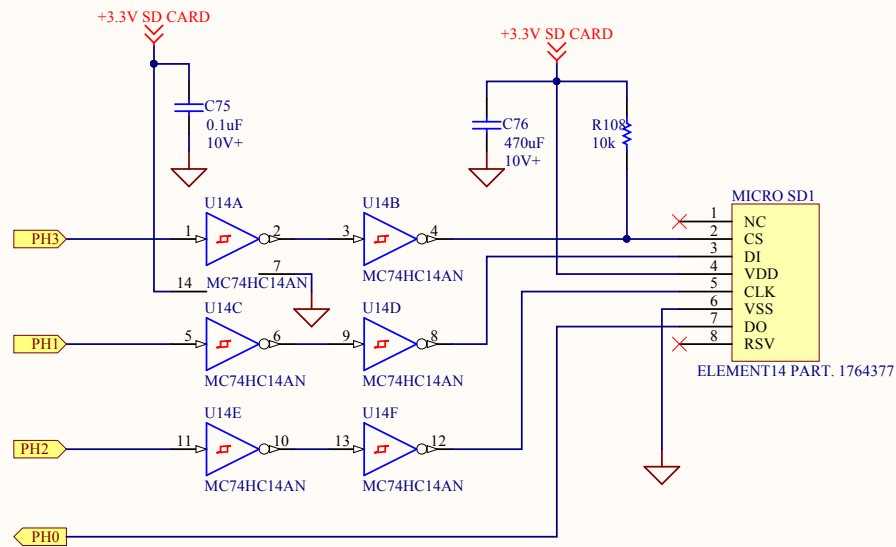 +3.3V SD CARD
+3.3V SD CARD
C75
0.1uF
10V+
C76
470uF
10V+
R108
10k
MICRO SD1
1 NC
2 CS
3 DI
4 VDD
5 CLK
6 VSS
7 DO
8 RSV
ELEMENT14 PART. 1764377
U14A
U14B
PH3
1 2
3 4
MC74HC14AN
MC74HC14AN
14
7
U14C
U14D
PH1
5 6
9 8
MC74HC14AN
MC74HC14AN
U14E
U14F
PH2
11 10
13 12
MC74HC14AN
MC74HC14AN
PH0